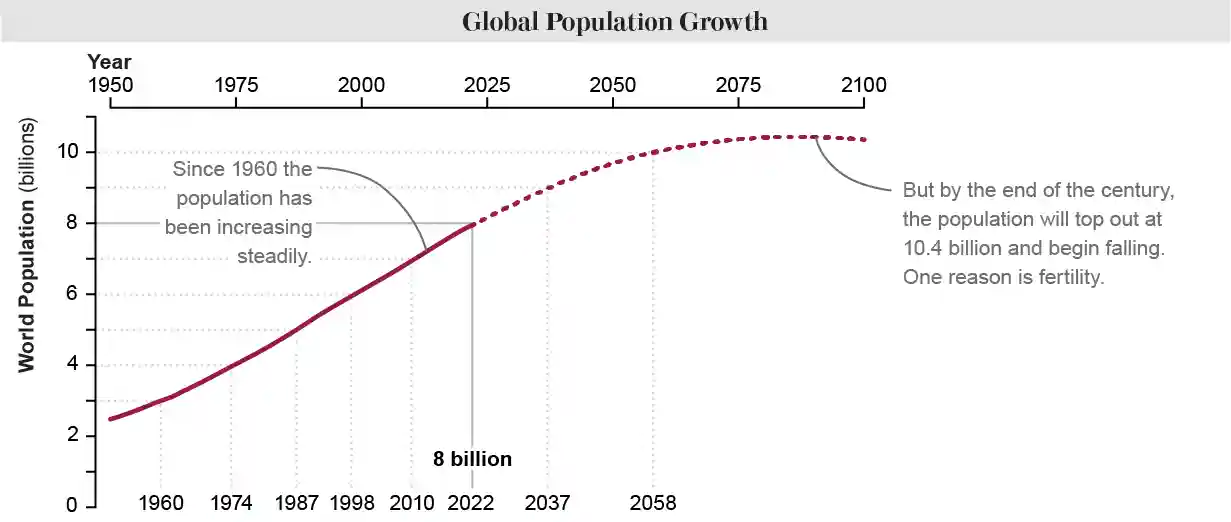 Global Population Growth
Year
1950 1975 2000 2025 2050 2075 2100
World Population (billions)
10
8
6
4
2
0
Since 1960 the
population has
been increasing
steadily.
But by the end of the century,
the population will top out at
10.4 billion and begin falling.
One reason is fertility.
8 billion
1960 1974 1987 1998 2010 2022 2037 2058